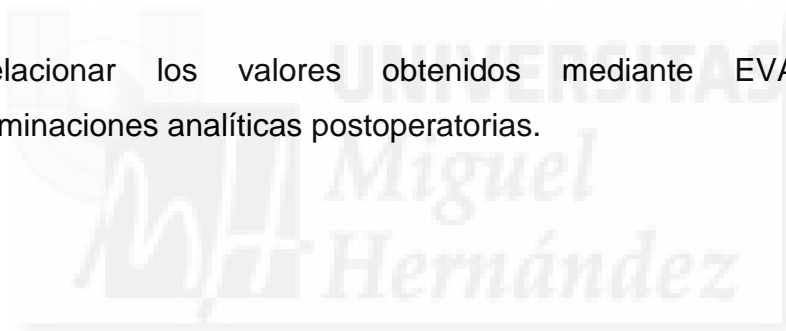 elacionar los valores obtenidos mediante EVA
minaciones analíticas postoperatorias.
UNIVERSITAS
Miguel
Hernández